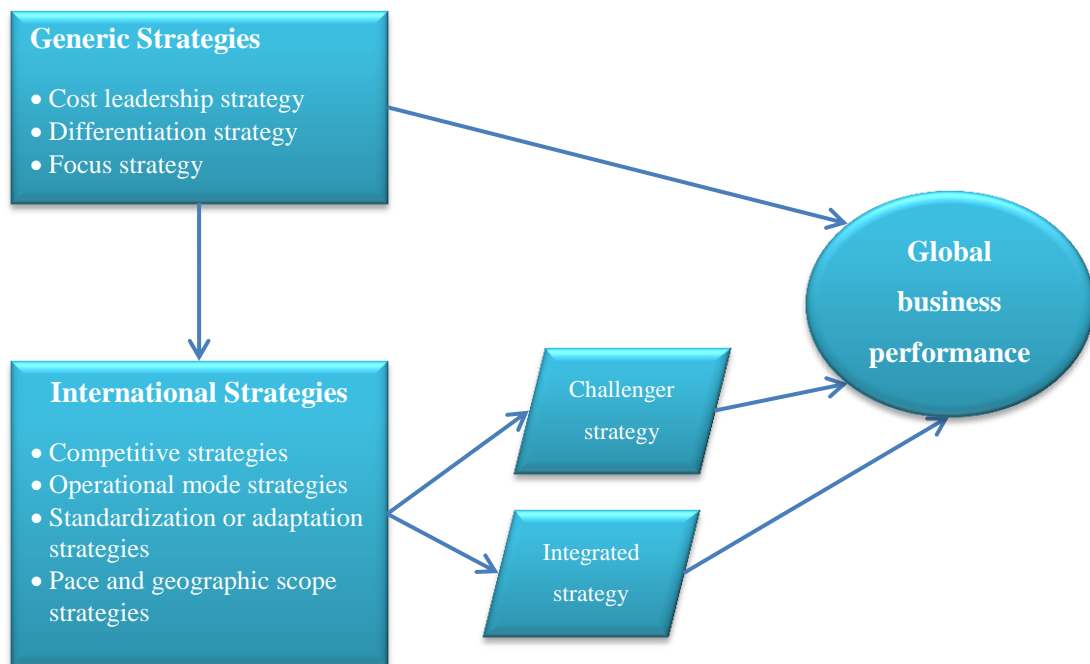 Generic Strategies
• Cost leadership strategy
• Differentiation strategy
• Focus strategy
Global
business
performance
International Strategies
• Competitive strategies
• Operational mode strategies
• Standardization or adaptation
strategies
• Pace and geographic scope
strategies
Challenger
strategy
Integrated
strategy